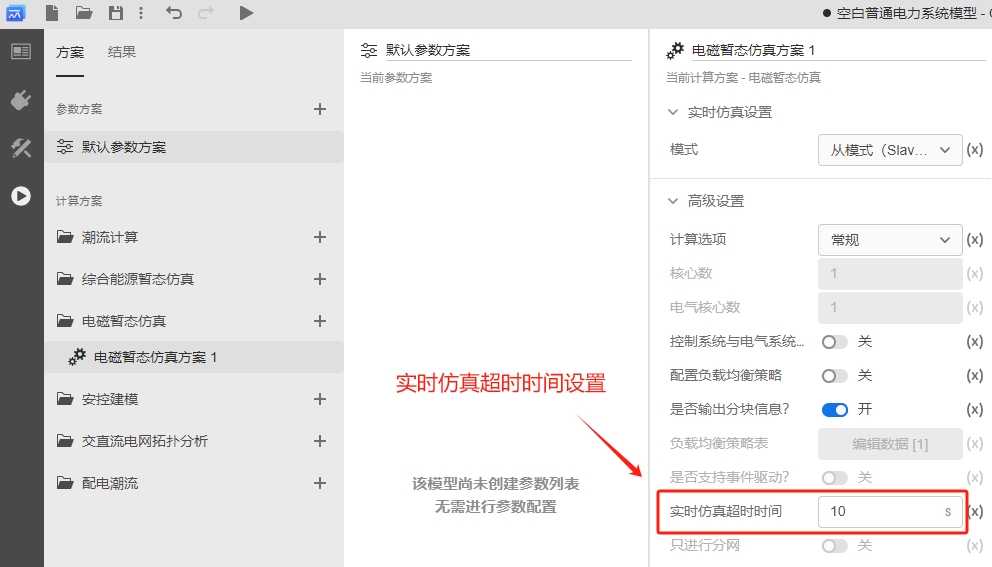 空白普通电力系统模型 -
方案 结果
参数方案
默认参数方案
计算方案
潮流计算
综合能源暂态仿真
电磁暂态仿真
电磁暂态仿真方案 1
安控建模
交直流电网拓扑分析
配电潮流
默认参数方案
当前参数方案
实时仿真超时时间设置
该模型尚未创建参数列表
无需进行参数配置
电磁暂态仿真方案 1
当前计算方案 - 电磁暂态仿真
实时仿真设置
模式 从模式（Slav... (x)
高级设置
计算选项 常规 (x)
核心数 1 (x)
电气核心数 1 (x)
控制系统与电气系统... 关 (x)
配置负载均衡策略 关 (x)
是否输出分块信息? 开 (x)
负载均衡策略表 编辑数据 [1] (x)
是否支持事件驱动? 关 (x)
实时仿真超时时间 10 s (x)
只进行分网 关 (x)